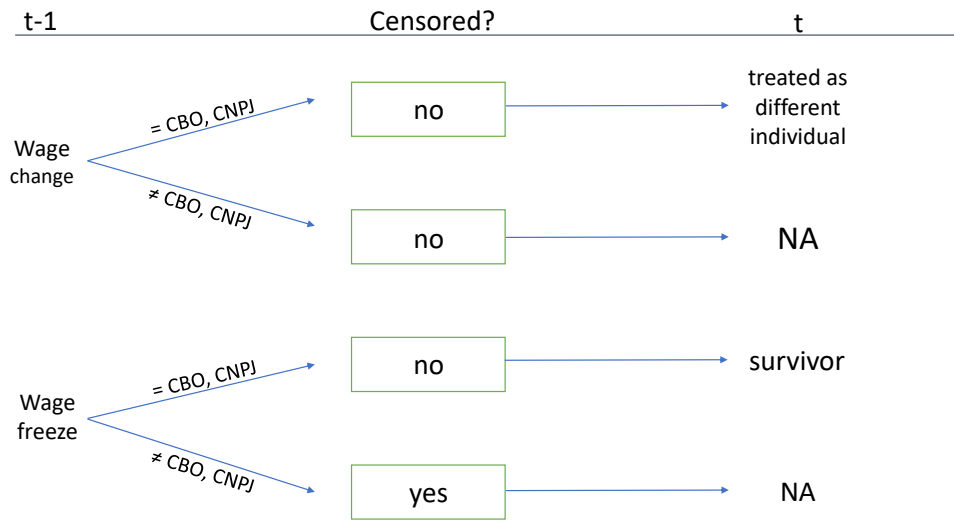 t-1
Censored?
t
Wage
change
= CBO, CNPJ
no
treated as
different
individual
≠ CBO, CNPJ
no
NA
Wage
freeze
= CBO, CNPJ
no
survivor
≠ CBO, CNPJ
yes
NA